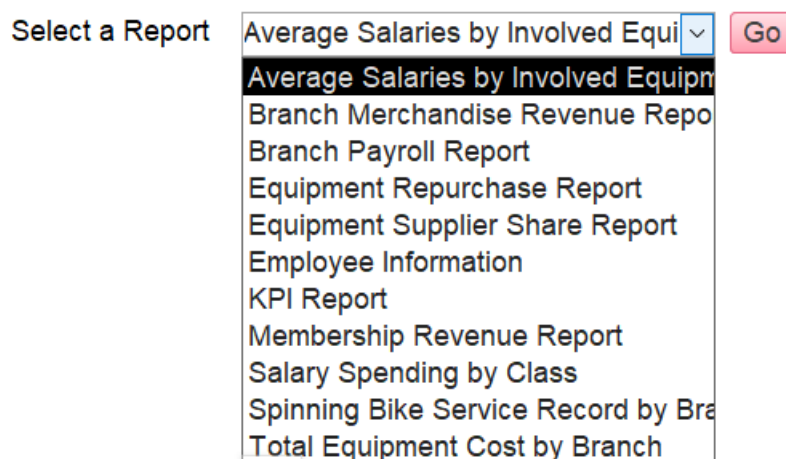 Select a Report Average Salaries by Involved Equi Go
Average Salaries by Involved Equipm
Branch Merchandise Revenue Repo
Branch Payroll Report
Equipment Repurchase Report
Equipment Supplier Share Report
Employee Information
KPI Report
Membership Revenue Report
Salary Spending by Class
Spinning Bike Service Record by Bra
Total Equipment Cost by Branch